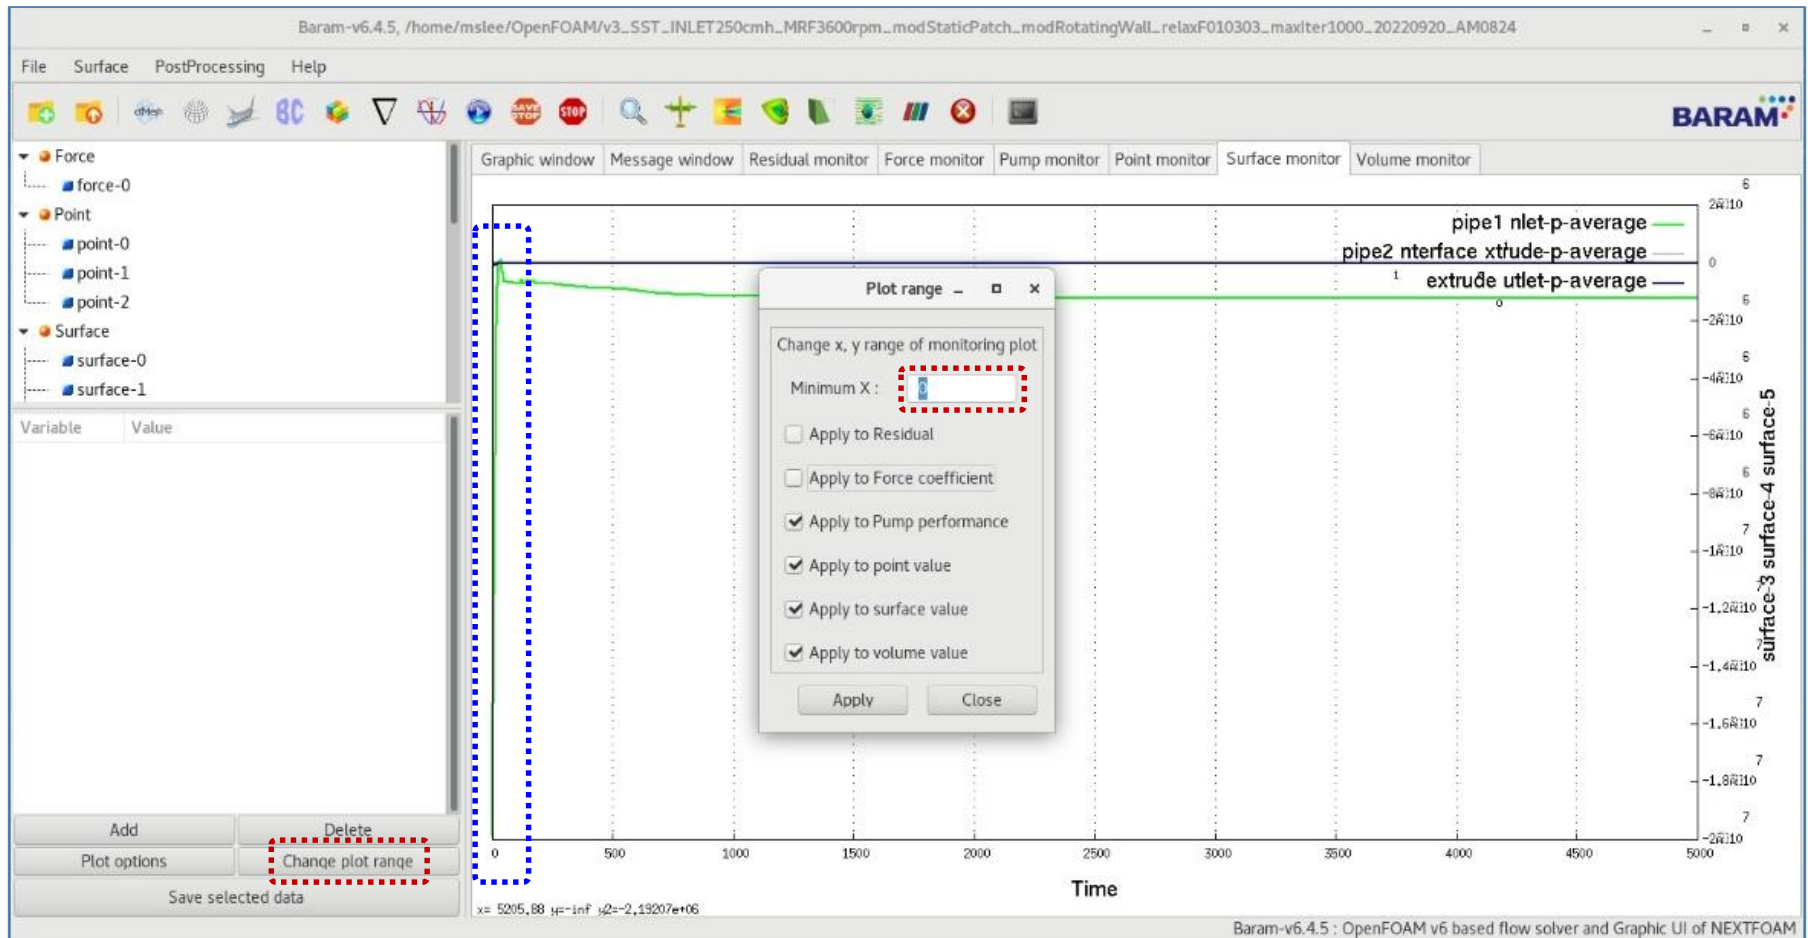 Baram-v6.4.5, /home/mslee/OpenFOAM/v3_SST_INLET250cmh_MRF3600rpm_modStaticPatch_modRotatingWall_relaxF010303_maxiter1000_20220920_AM0824
File Surface PostProcessing Help
BC
SAVE STOP
STOP
BARAM
Force
force-0
Point
point-0
point-1
point-2
Surface
surface-0
surface-1
Variable Value
Add Delete
Plot options Change plot range
Save selected data
Graphic window Message window Residual monitor Force monitor Pump monitor Point monitor Surface monitor Volume monitor
pipe1 nlet-p-average
pipe2 nterface xtrude-p-average
extrude utlet-p-average
Plot range
Change x, y range of monitoring plot
Minimum X : 0
Apply to Residual
Apply to Force coefficient
Apply to Pump performance
Apply to point value
Apply to surface value
Apply to volume value
Apply Close
0
surface-3 surface-4 surface-5
0 500 1000 1500 2000 2500 3000 3500 4000 4500 5000
Time
x= 5205,88 y=-inf y2=-2,19207e+06
Baram-v6.4.5 : OpenFOAM v6 based flow solver and Graphic UI of NEXTFOAM